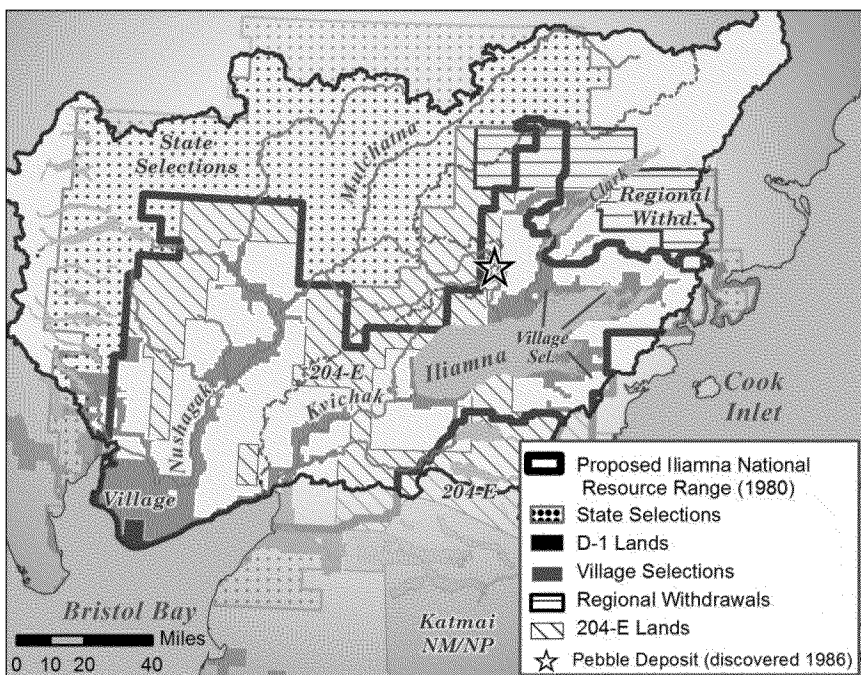 State
Selections
Mulchatna
Clark
Regional
Withd.
Village
Sel.
Iliamna
204-E
Kvichak
Nushagak
Cook
Inlet
Village
204-E
Bristol Bay
Katmai
NM/NP
Miles
0 10 20 40
Proposed Iliamna National
Resource Range (1980)
State Selections
D-1 Lands
Village Selections
Regional Withdrawals
204-E Lands
Pebble Deposit (discovered 1986)